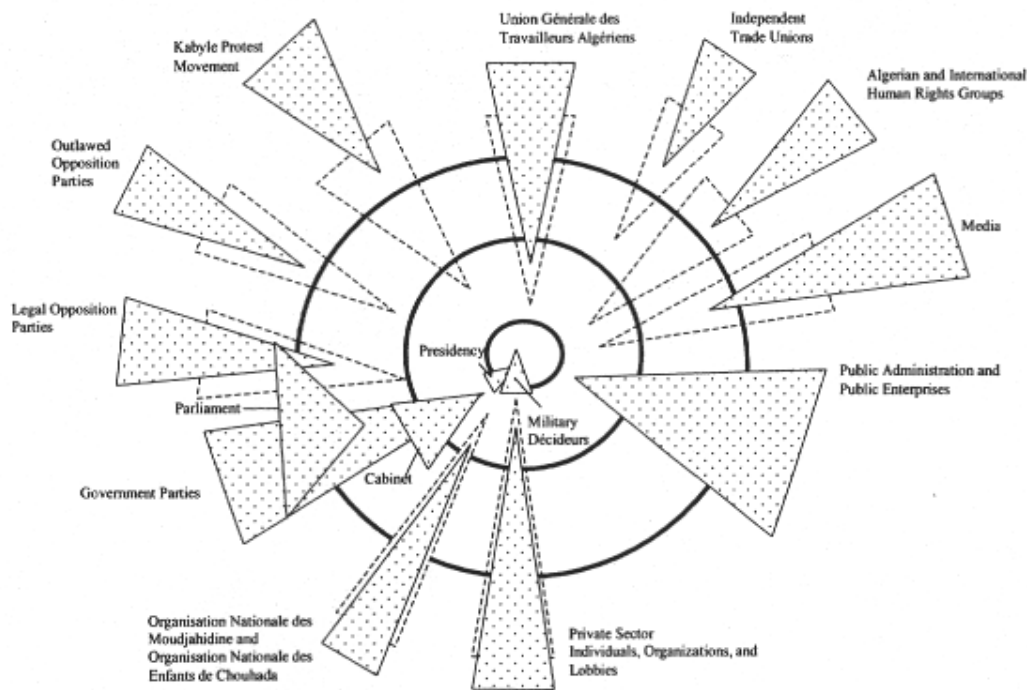 Union Générale des
Travailleurs Algériens
Independent
Trade Unions
Kabyle Protest
Movement
Algerian and International
Human Rights Groups
Outlawed
Opposition
Parties
Media
Legal Opposition
Parties
Presidency
Public Administration and
Public Enterprises
Parliament
Military
Décideurs
Cabinet
Government Parties
Organisation Nationale des
Moudjahidine and
Organisation Nationale des
Enfants de Chouhada
Private Sector
Individuals, Organizations, and
Lobbies